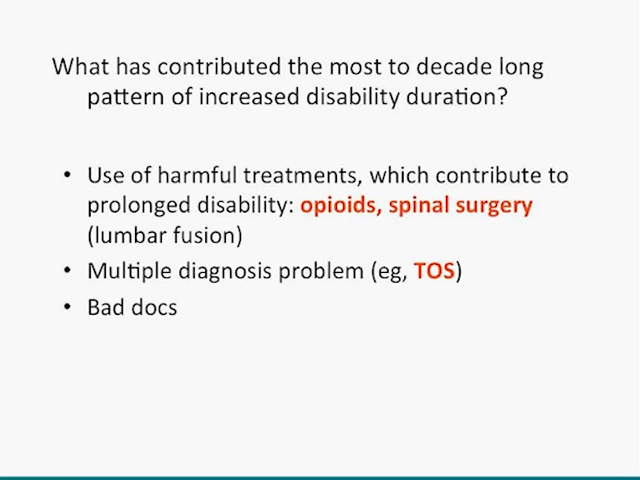 What has contributed the most to decade long
pattern of increased disability duration?
• Use of harmful treatments, which contribute to
prolonged disability: opioids, spinal surgery
(lumbar fusion)
• Multiple diagnosis problem (eg, TOS)
• Bad docs